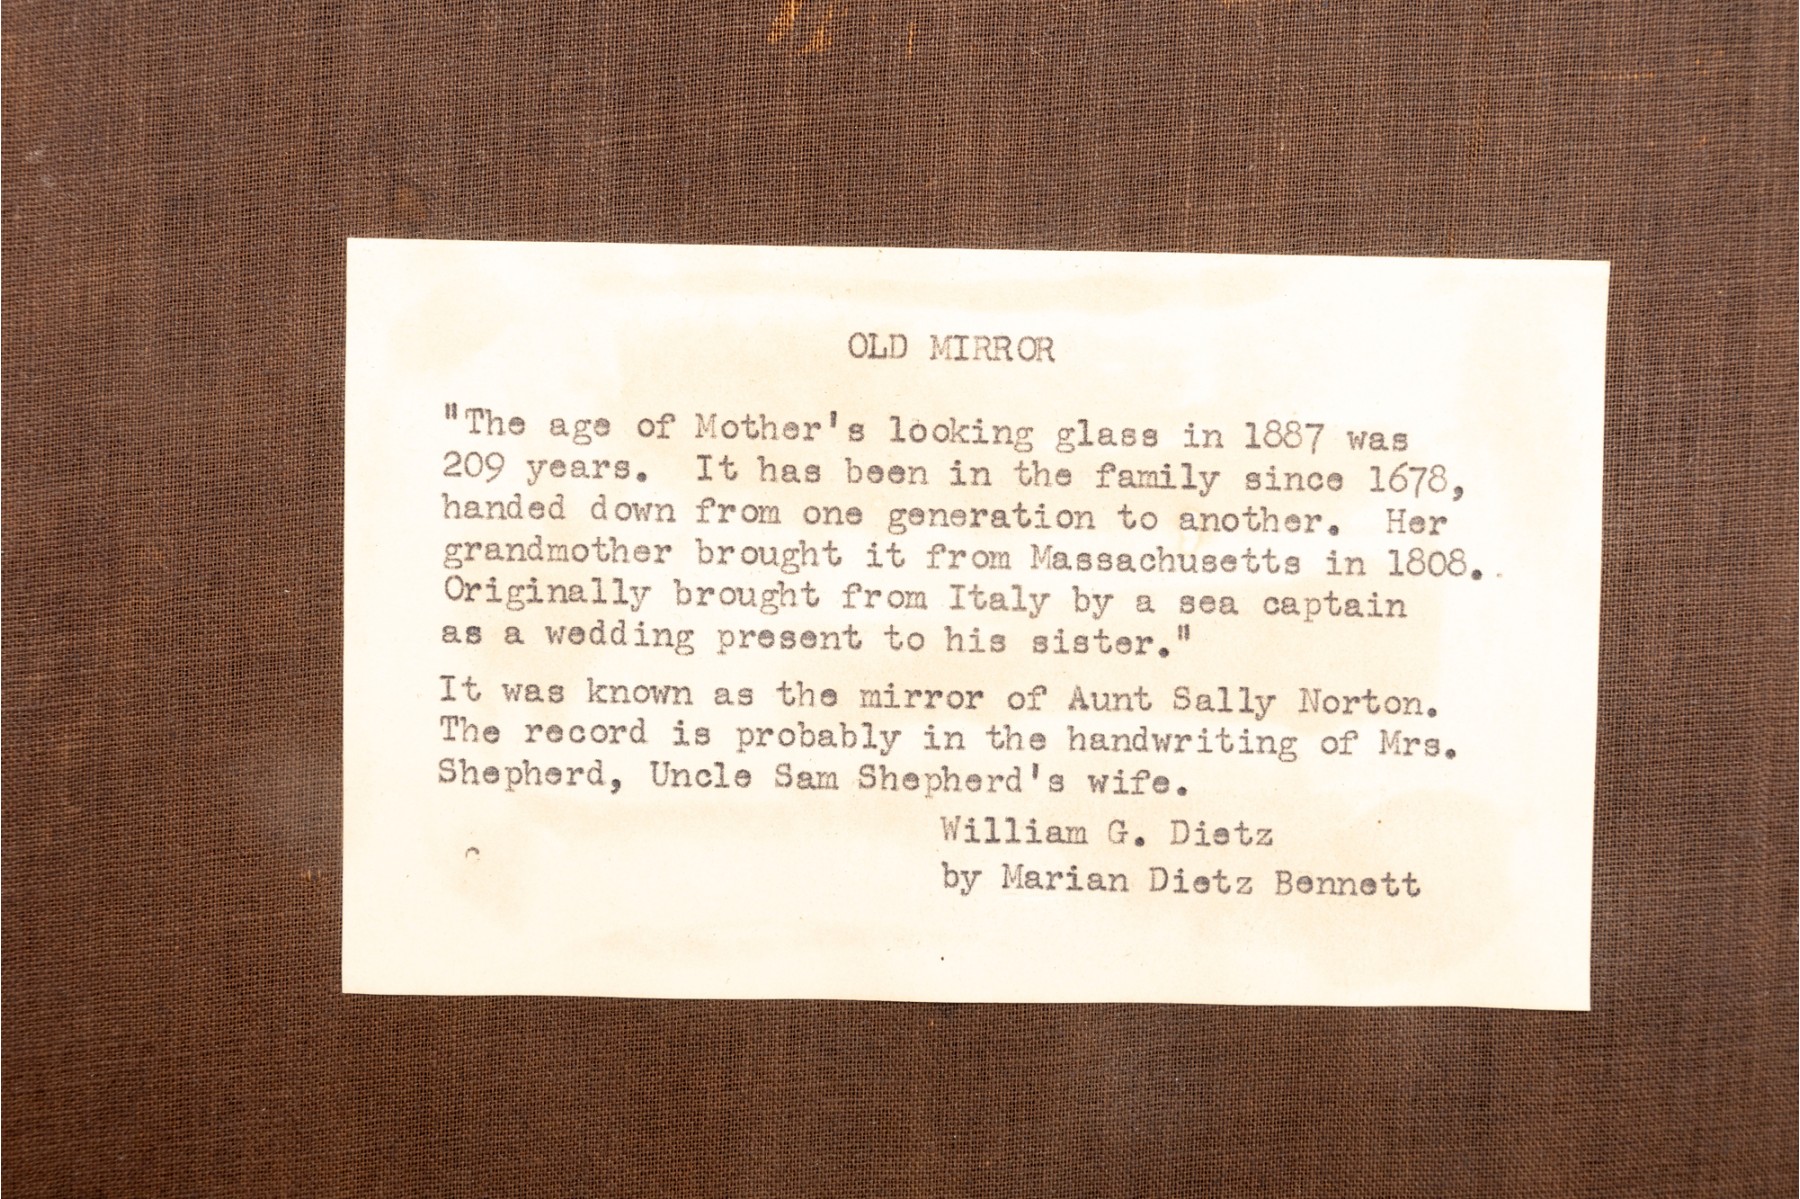 OLD MIRROR
"The age of Mother's looking glass in 1887 was
209 years. It has been in the family since 1678,
handed down from one generation to another. Her
grandmother brought it from Massachusetts in 1808.
Originally brought from Italy by a sea captain
as a wedding present to his sister."
It was known as the mirror of Aunt Sally Norton.
The record is probably in the handwriting of Mrs.
Shepherd, Uncle Sam Shepherd's wife.
William G. Dietz
by Marian Dietz Bennett